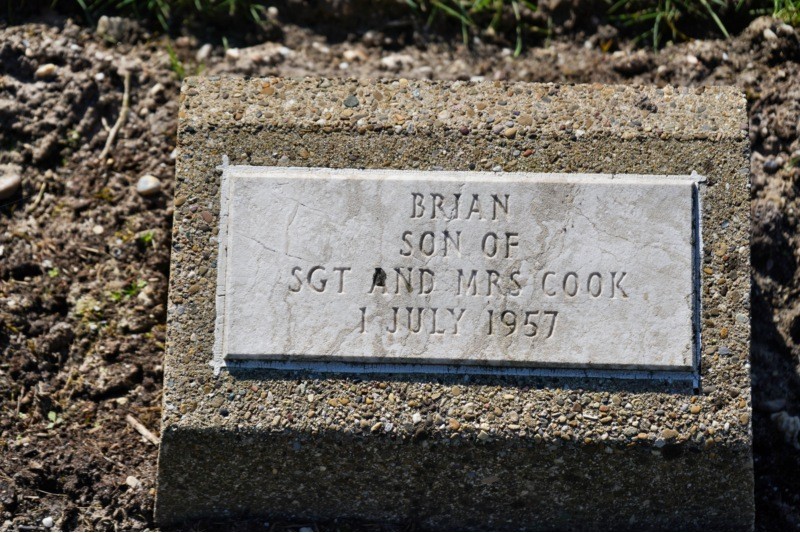 BRIAN
SON OF
SGT AND MRS COOK
1 JULY 1957